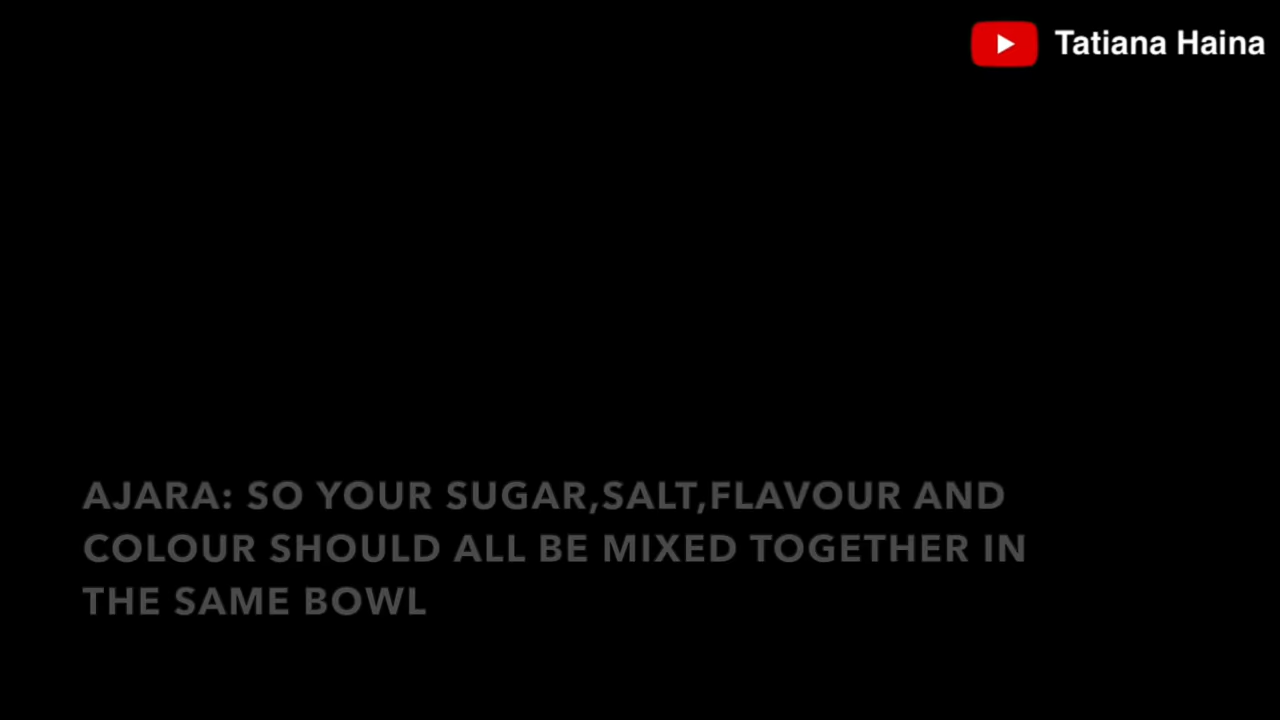 Tatiana Haina
AJARA: SO YOUR SUGAR,SALT,FLAVOUR AND
COLOUR SHOULD ALL BE MIXED TOGETHER IN
THE SAME BOWL